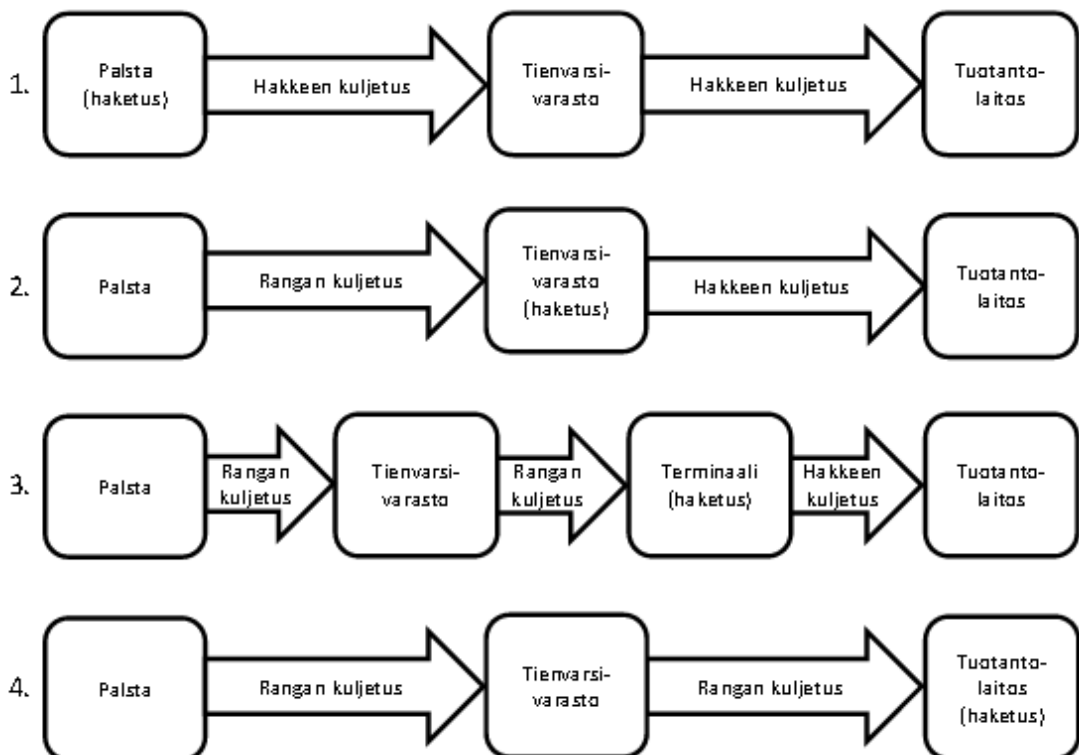 1.
Palsta
(haketus)
Hakkeen kuljetus
Tienvarsi-
varasto
Hakkeen kuljetus
Tuotanto-
laitos
2.
Palsta
Rangan kuljetus
Tienvarsi-
varasto
(haketus)
Hakkeen kuljetus
Tuotanto-
laitos
3.
Palsta
Rangan
kuljetus
Tienvarsi-
varasto
Rangan
kuljetus
Terminaali
(haketus)
Hakkeen
kuljetus
Tuotanto-
laitos
4.
Palsta
Rangan kuljetus
Tienvarsi-
varasto
Rangan kuljetus
Tuotanto-
laitos
(haketus)